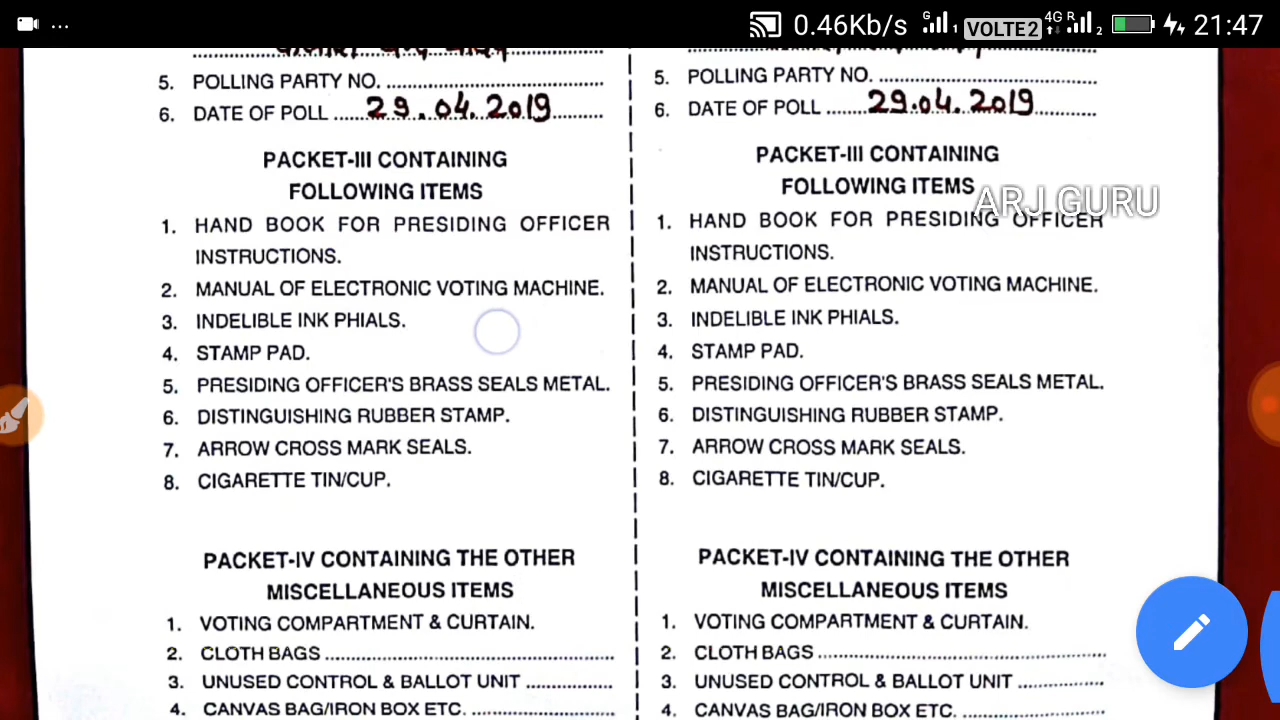 0.46Kb/s G 1 VOLTE2 4G R 2 21:47
5. POLLING PARTY NO. ........................................
6. DATE OF POLL ......29.04.2019..........
PACKET-III CONTAINING
FOLLOWING ITEMS
1. HAND BOOK FOR PRESIDING OFFICER
INSTRUCTIONS.
2. MANUAL OF ELECTRONIC VOTING MACHINE.
3. INDELIBLE INK PHIALS.
4. STAMP PAD.
5. PRESIDING OFFICER'S BRASS SEALS METAL.
6. DISTINGUISHING RUBBER STAMP.
7. ARROW CROSS MARK SEALS.
8. CIGARETTE TIN/CUP.
PACKET-IV CONTAINING THE OTHER
MISCELLANEOUS ITEMS
1. VOTING COMPARTMENT & CURTAIN.
2. CLOTH BAGS ........................................................
3. UNUSED CONTROL & BALLOT UNIT ................
4. CANVAS BAG/IRON BOX ETC. ..........................
5. POLLING PARTY NO. ........................................
6. DATE OF POLL ........29.04.2019............
PACKET-III CONTAINING
FOLLOWING ITEMS
ARJ GURU
1. HAND BOOK FOR PRESIDING OFFICER
INSTRUCTIONS.
2. MANUAL OF ELECTRONIC VOTING MACHINE.
3. INDELIBLE INK PHIALS.
4. STAMP PAD.
5. PRESIDING OFFICER'S BRASS SEALS METAL.
6. DISTINGUISHING RUBBER STAMP.
7. ARROW CROSS MARK SEALS.
8. CIGARETTE TIN/CUP.
PACKET-IV CONTAINING THE OTHER
MISCELLANEOUS ITEMS
1. VOTING COMPARTMENT & CURTAIN.
2. CLOTH BAGS ........................................................
3. UNUSED CONTROL & BALLOT UNIT ................
4. CANVAS BAG/IRON BOX ETC. ..........................